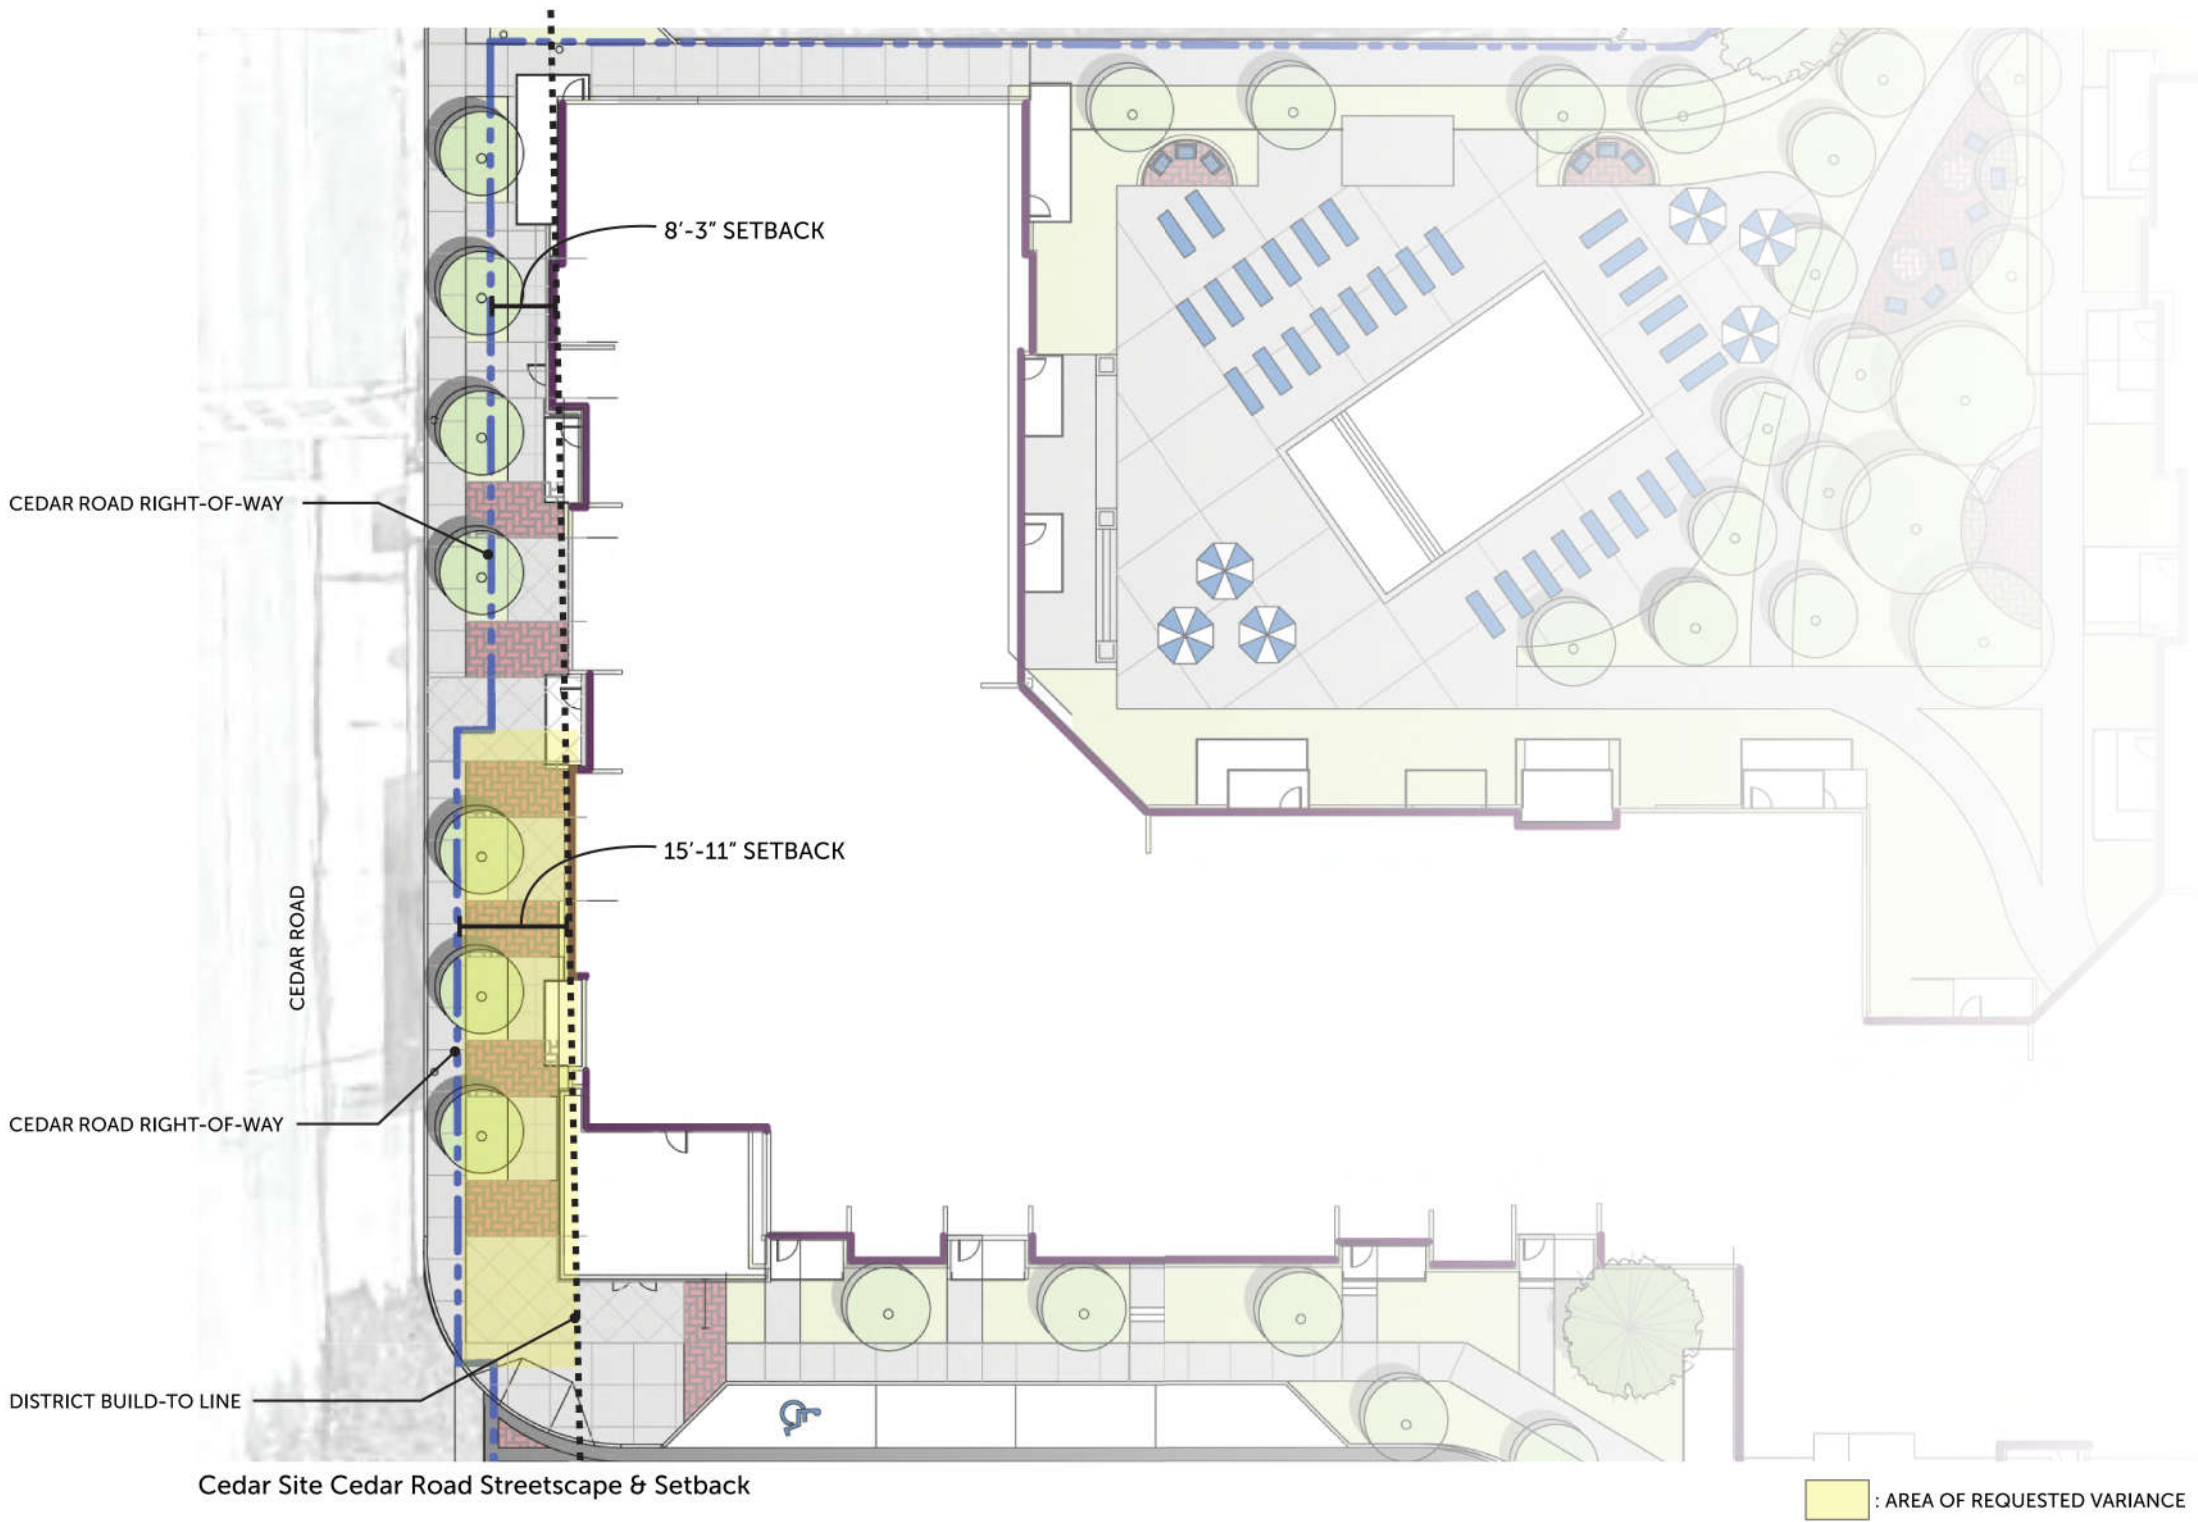 8'-3" SETBACK
CEDAR ROAD RIGHT-OF-WAY
15'-11" SETBACK
CEDAR ROAD
CEDAR ROAD RIGHT-OF-WAY
DISTRICT BUILD-TO LINE
Cedar Site Cedar Road Streetscape & Setback
: AREA OF REQUESTED VARIANCE